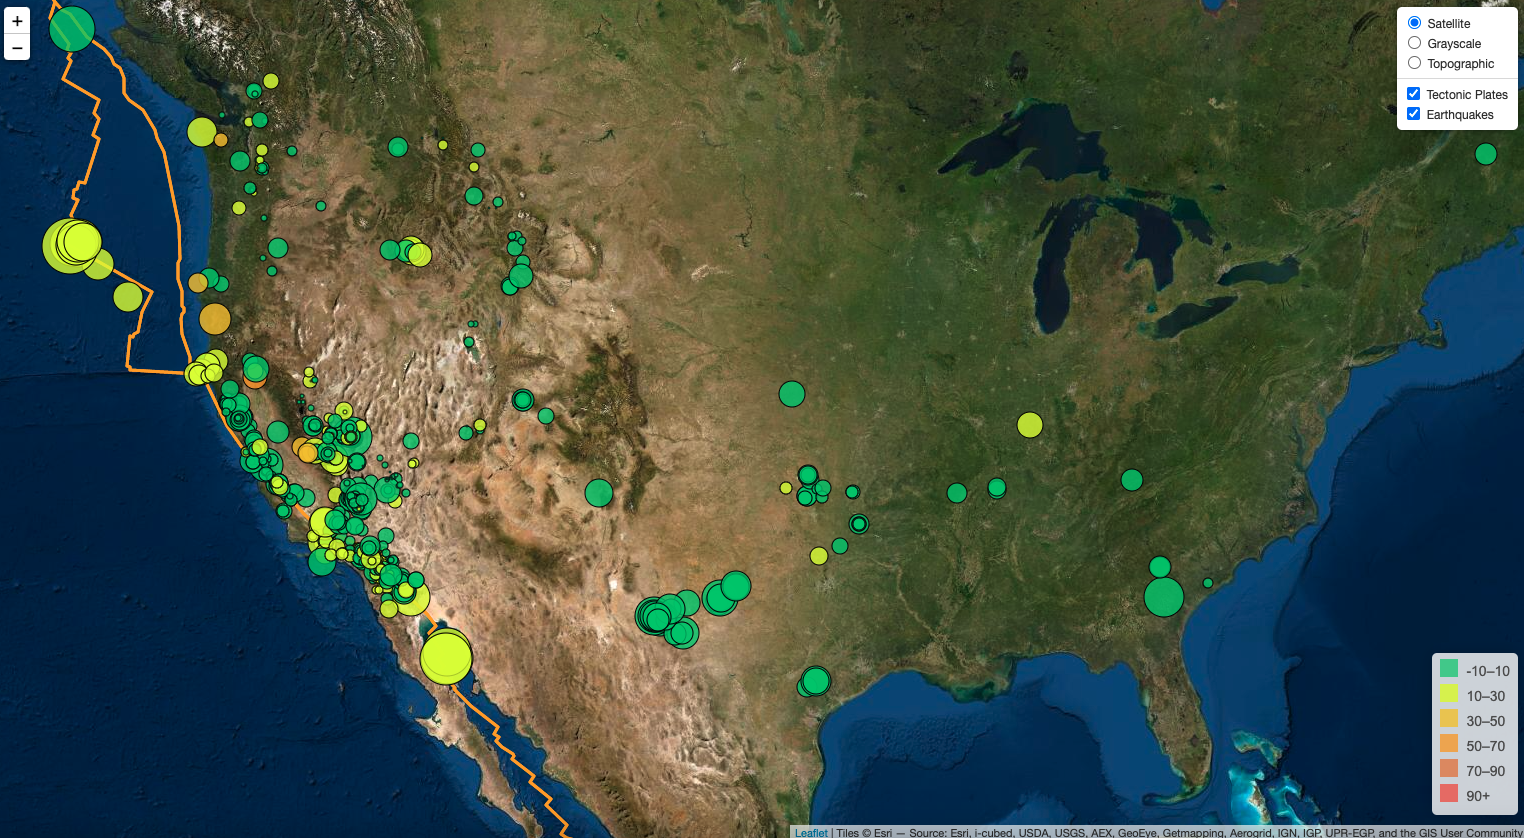 +
−
Satellite
Grayscale
Topographic
Tectonic Plates
Earthquakes
-10–10
10–30
30–50
50–70
70–90
90+
Leaflet | Tiles © Esri — Source: Esri, i-cubed, USDA, USGS, AEX, GeoEye, Getmapping, Aerogrid, IGN, IGP, UPR-EGP, and the GIS User Community